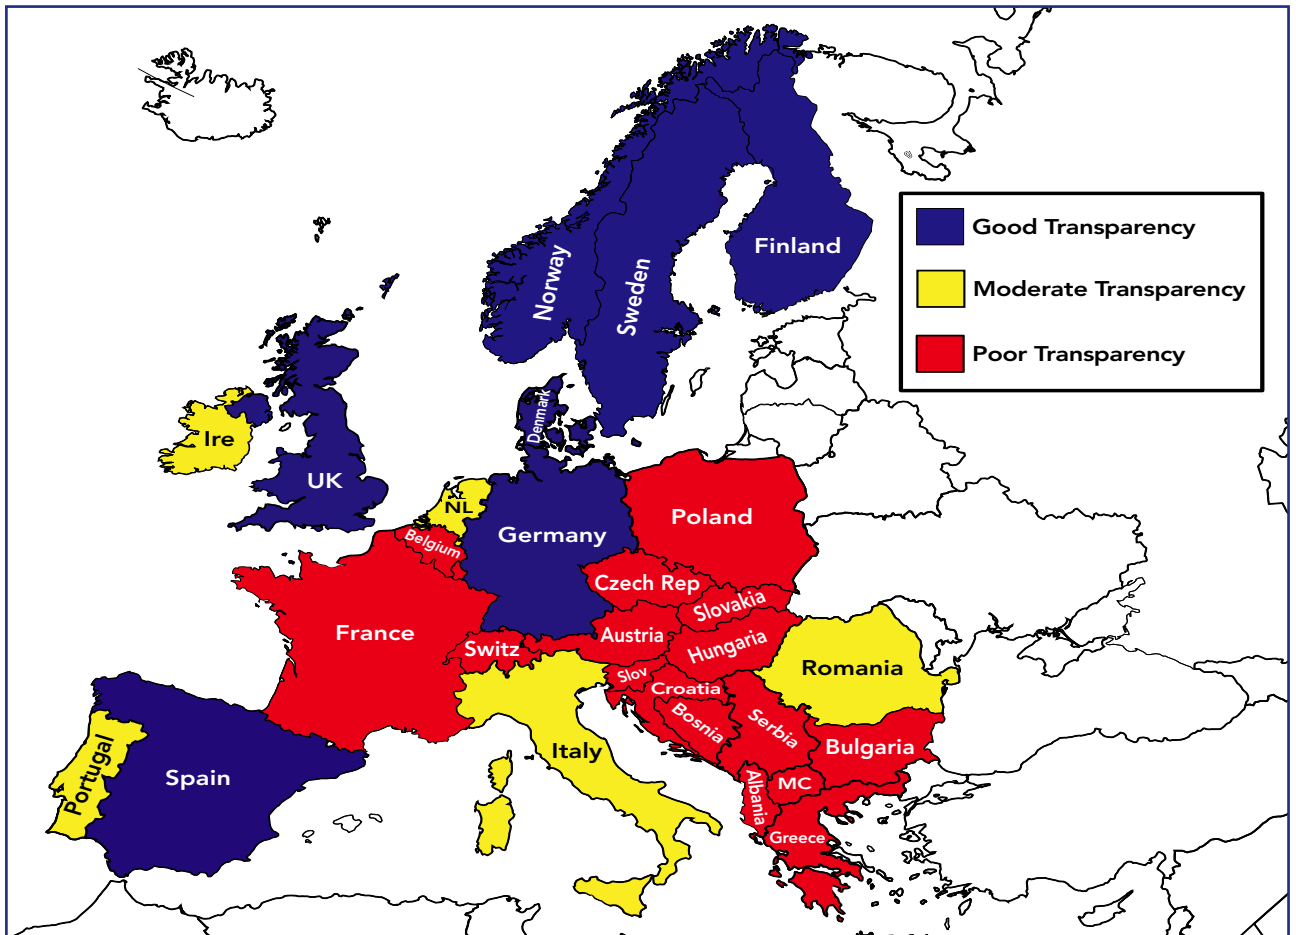 Finland
Norway
Sweden
Good Transparency
Moderate Transparency
Poor Transparency
Denmark
Ire
UK
NL
Belgium
Germany
Poland
Czech Rep
Slovakia
France
Switz
Austria
Hungaria
Slov
Croatia
Romania
Bosnia
Serbia
Bulgaria
Italy
Portugal
Spain
Albania
MC
Greece